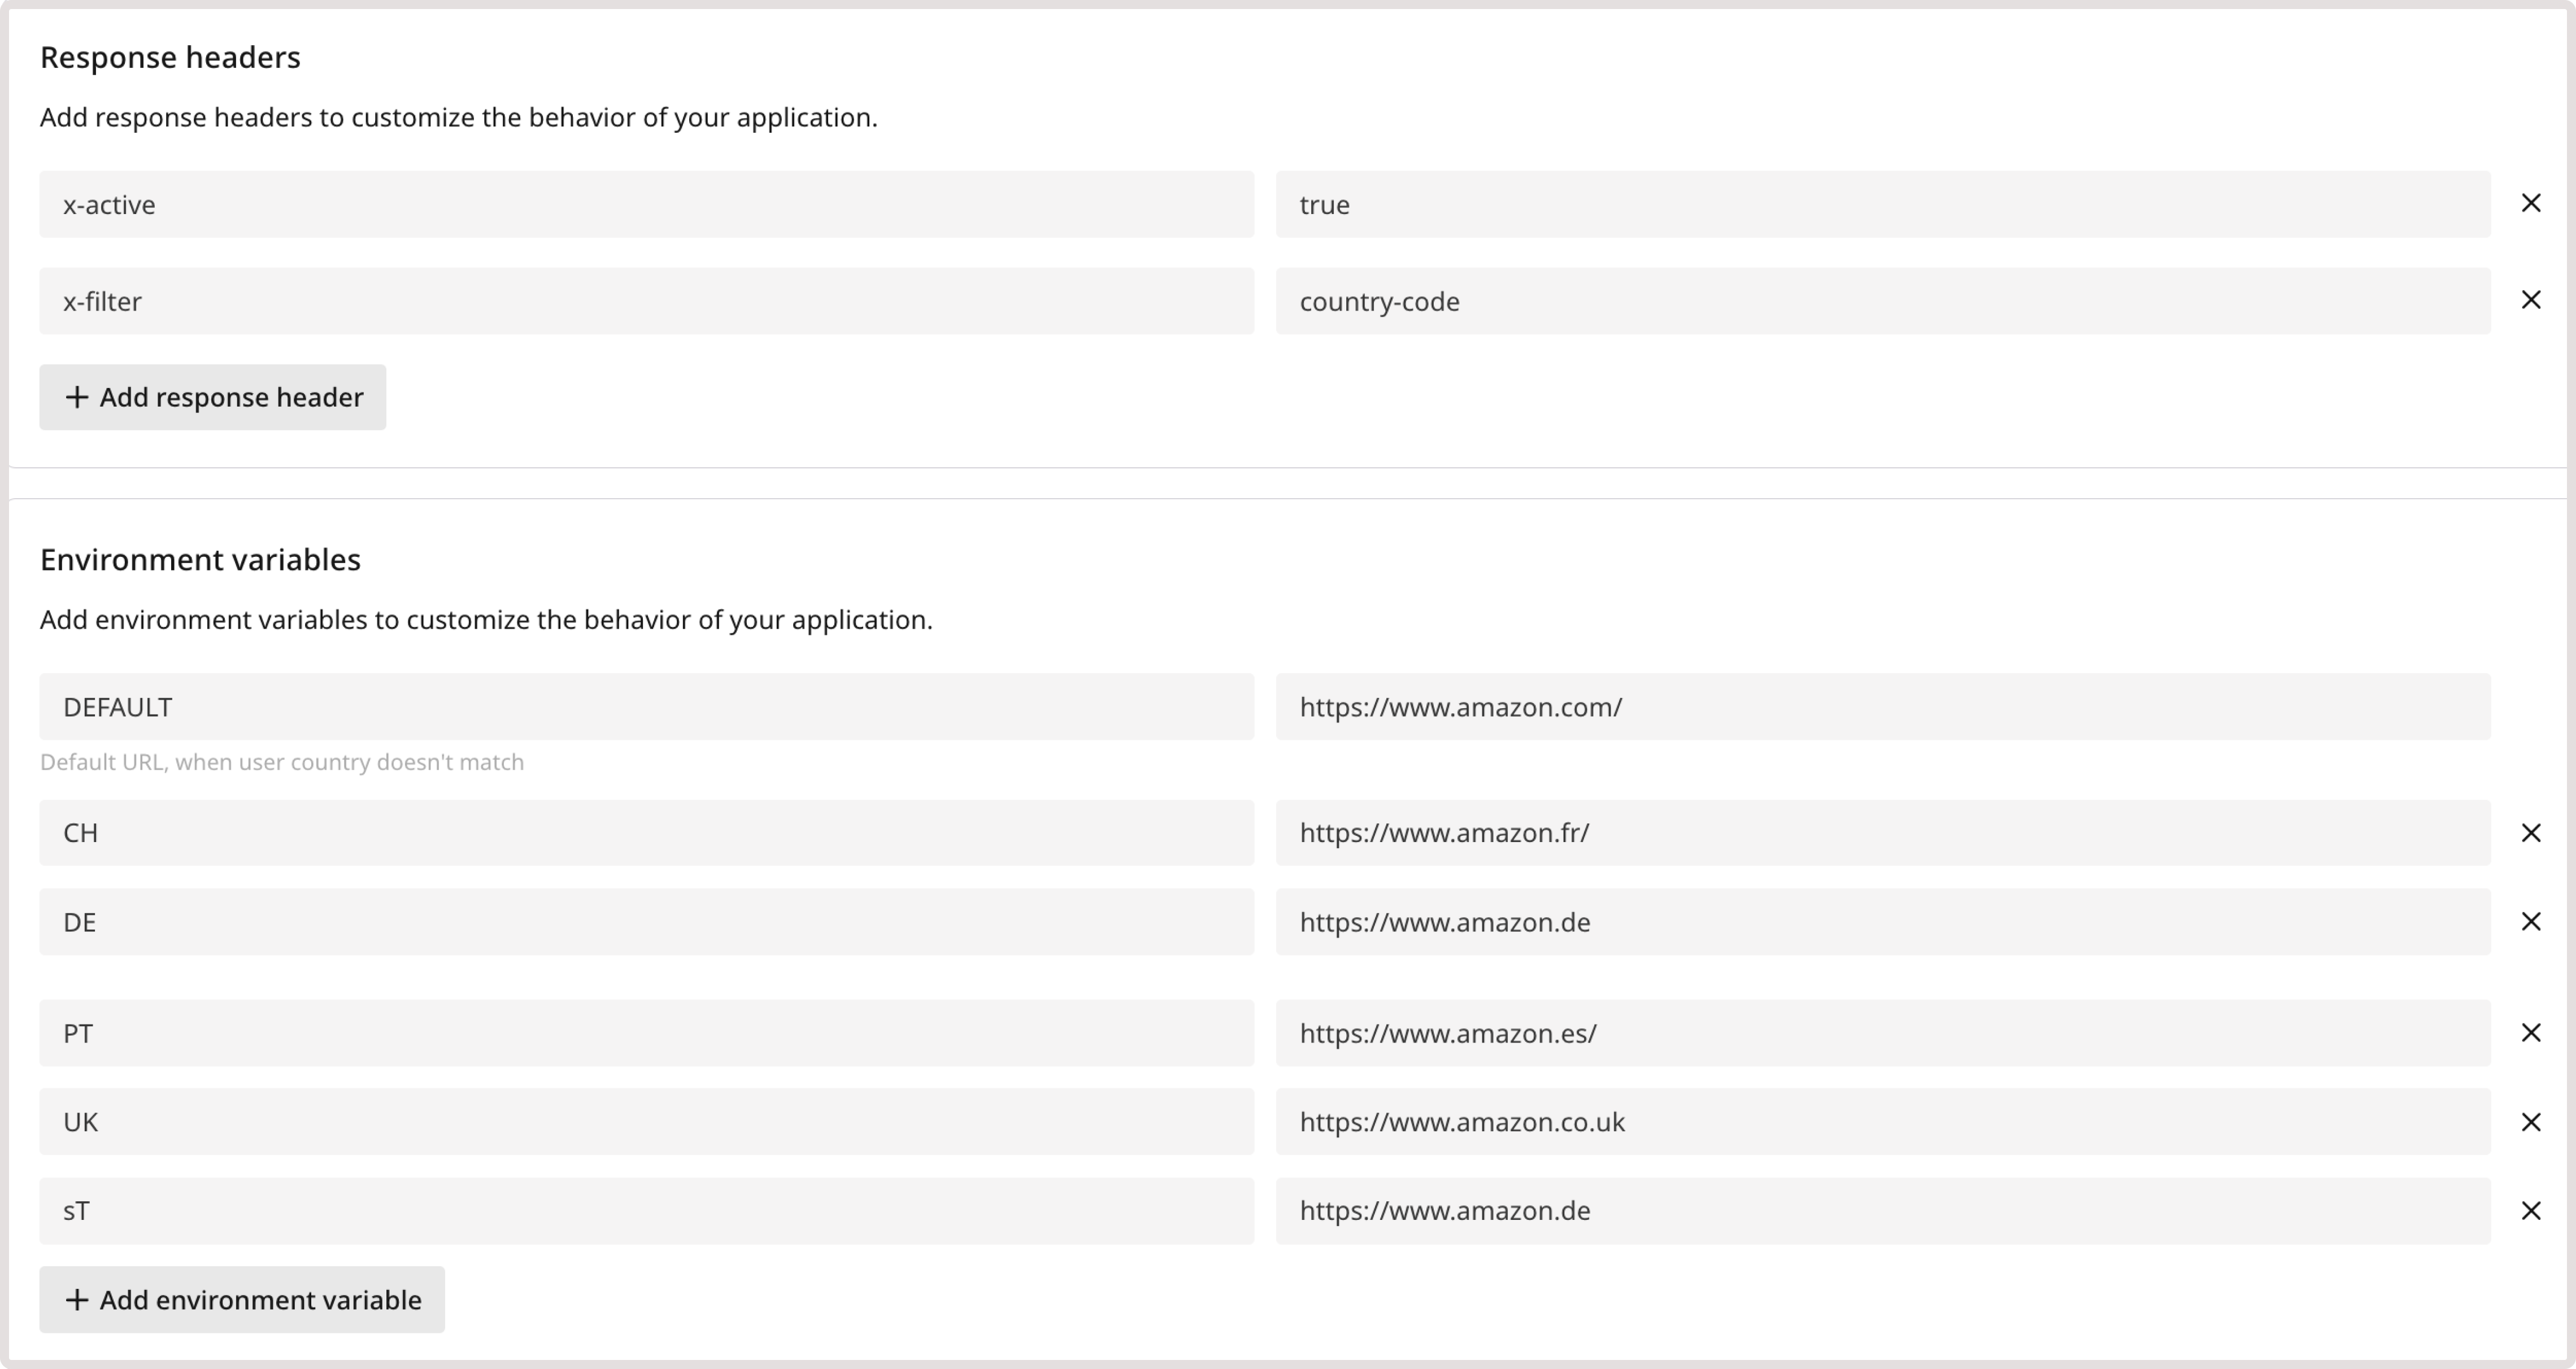 Response headers
Add response headers to customize the behavior of your application.
x-active true
x-filter country-code
+ Add response header
Environment variables
Add environment variables to customize the behavior of your application.
DEFAULT https://www.amazon.com/
Default URL, when user country doesn't match
CH https://www.amazon.fr/
DE https://www.amazon.de
PT https://www.amazon.es/
UK https://www.amazon.co.uk
sT https://www.amazon.de
+ Add environment variable